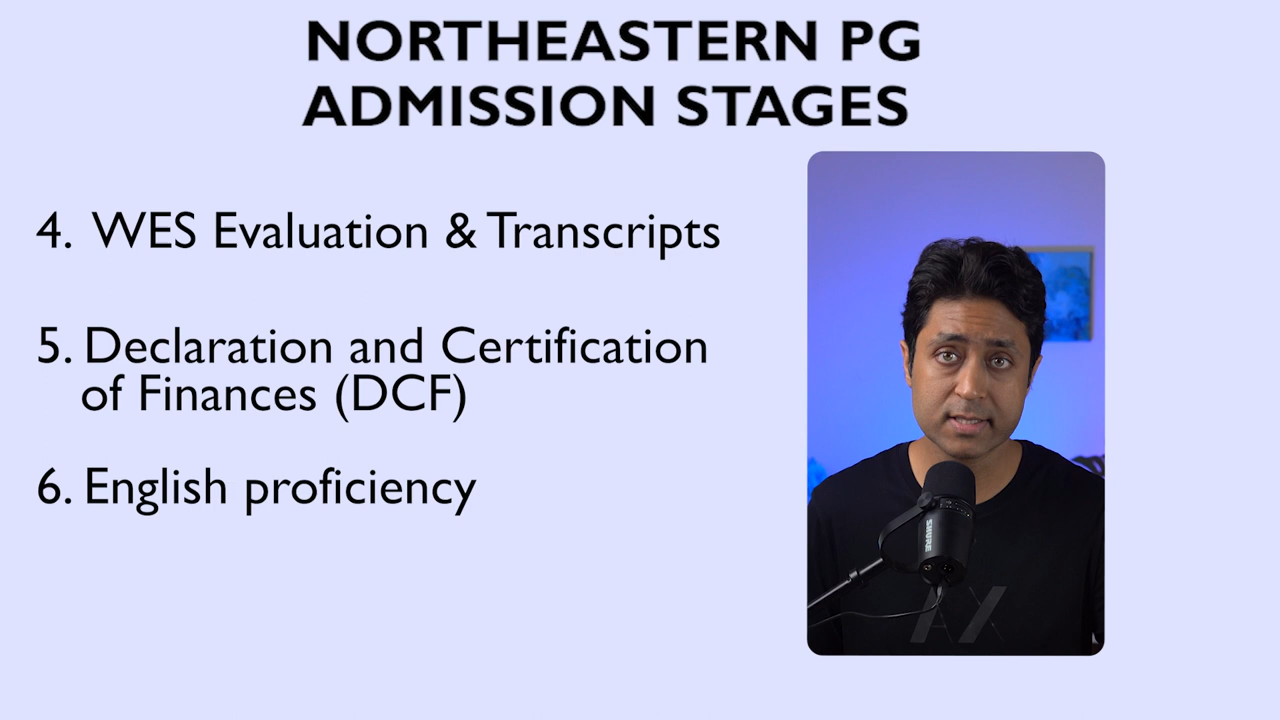 NORTHEASTERN PG
ADMISSION STAGES
4. WES Evaluation & Transcripts
5. Declaration and Certification
of Finances (DCF)
6. English proficiency
SHURE